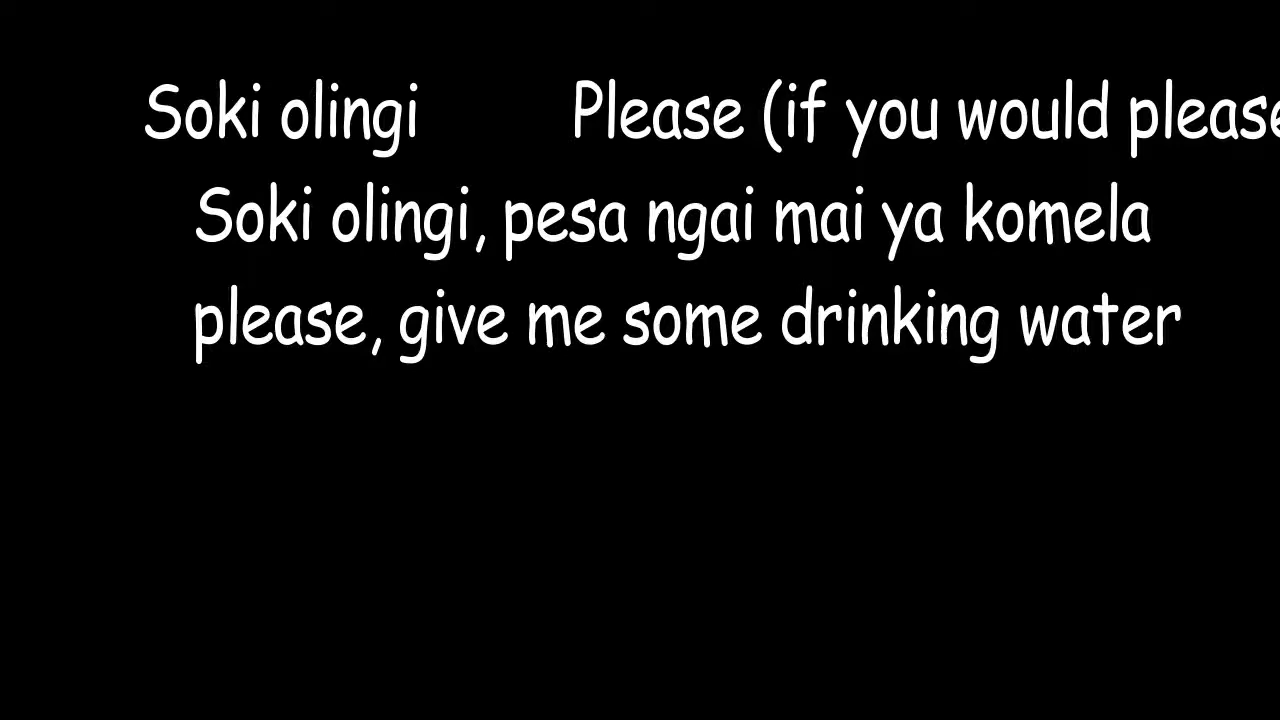 Soki olingi Please (if you would please
Soki olingi, pesa ngai mai ya komela
please, give me some drinking water